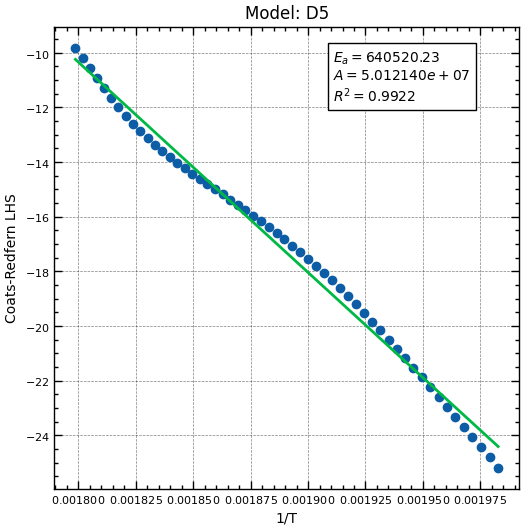 Model: D5
−10
−12
−14
−16
−18
−20
−22
−24
Coats-Redfern LHS
E_a = 640520.23
A = 5.012140e + 07
R^2 = 0.9922
0.001800 0.001825 0.001850 0.001875 0.001900 0.001925 0.001950 0.001975
1/T